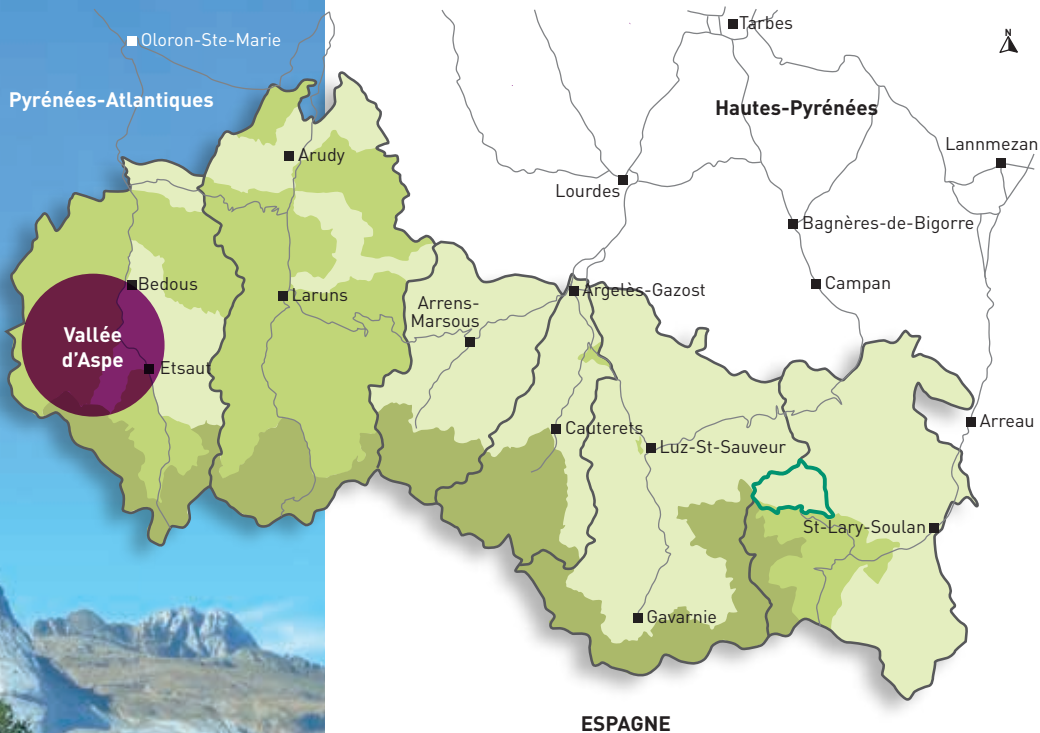 Tarbes
N
Oloron-Ste-Marie
Pyrénées-Atlantiques
Hautes-Pyrénées
Lannmezan
Arudy
Lourdes
Bagnères-de-Bigorre
Bedous
Laruns
Campan
Argelès-Gazost
Arrens-
Marsous
Vallée
d'Aspe
Etsaut
Cauterets
Arreau
Luz-St-Sauveur
St-Lary-Soulan
Gavarnie
ESPAGNE